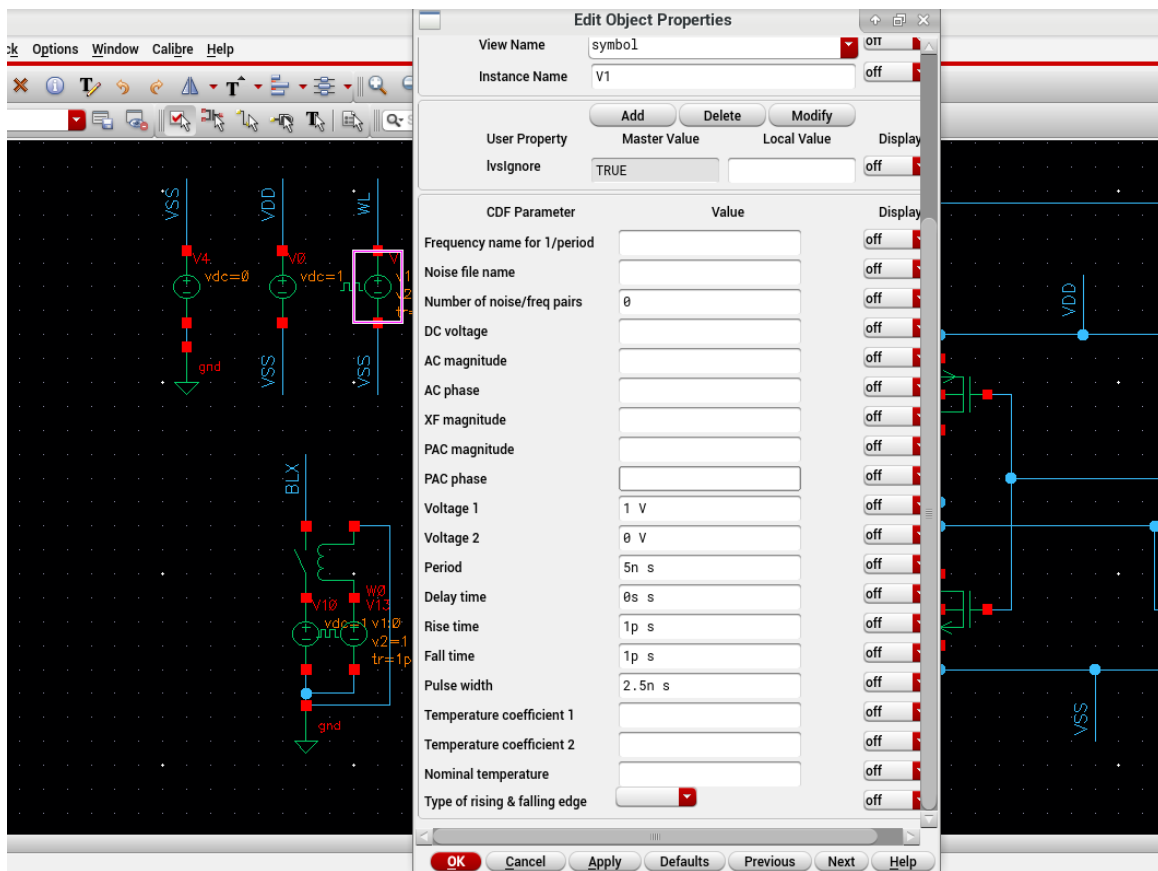 Edit Object Properties
ck Options Window Calibre Help
View Name symbol off
Instance Name V1 off
Add Delete Modify
User Property Master Value Local Value Display
lvsIgnore TRUE off
CDF Parameter Value Display
Frequency name for 1/period off
Noise file name off
Number of noise/freq pairs 0 off
DC voltage off
AC magnitude off
AC phase off
XF magnitude off
PAC magnitude off
PAC phase off
Voltage 1 1 V off
Voltage 2 0 V off
Period 5n s off
Delay time 0s s off
Rise time 1p s off
Fall time 1p s off
Pulse width 2.5n s off
Temperature coefficient 1 off
Temperature coefficient 2 off
Nominal temperature off
Type of rising & falling edge off
OK Cancel Apply Defaults Previous Next Help
VSS VDD WL
V4 V0 V
vdc=0 vdc=1 v1
v2
tr=
gnd VSS VSS
BLX
W0
V10 V13
vdc=1 v1:0
v2=1
tr=1p
gnd
VDD
VSS